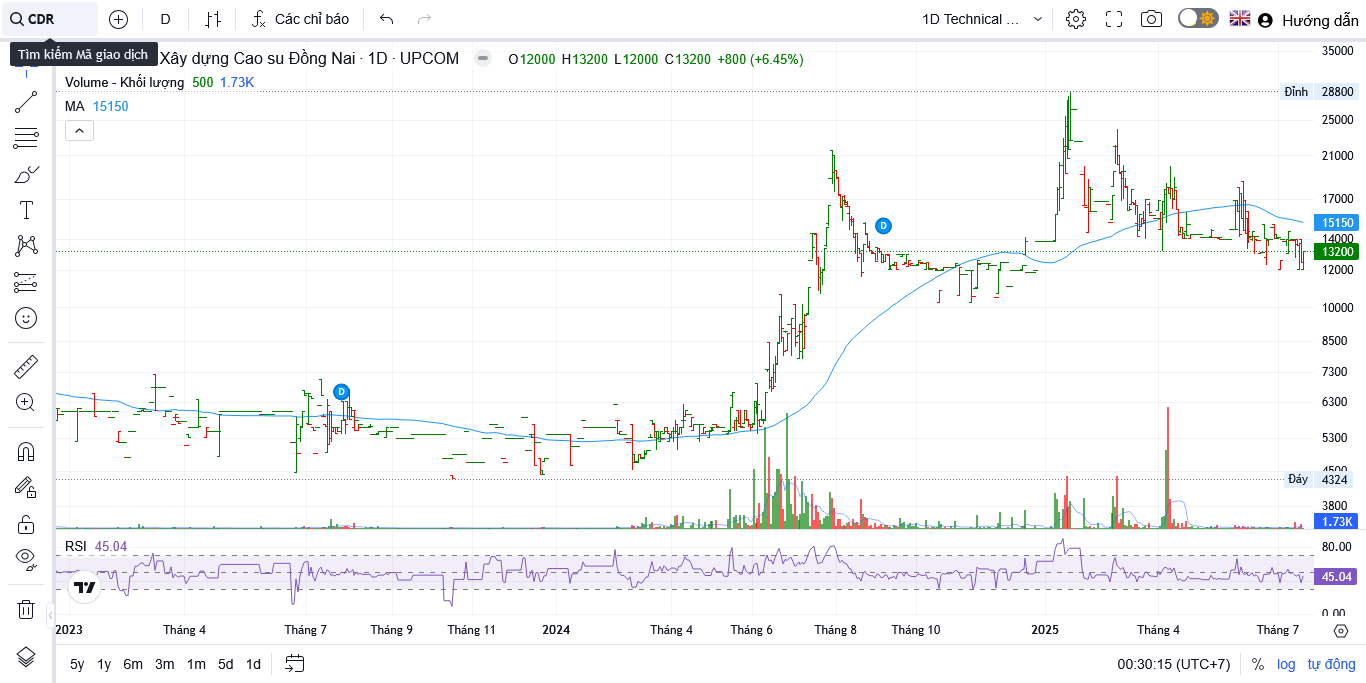 CDR D Các chỉ báo 1D Technical ... Hướng dẫn
Tìm kiếm Mã giao dịch
Xây dựng Cao su Đồng Nai · 1D · UPCOM O12000 H13200 L12000 C13200 +800 (+6.45%)
Volume - Khối lượng 500 1.73K
MA 15150
35000
Đỉnh 28800
25000
21000
17000
15150
14000
13200
12000
10000
8500
7300
6300
5300
4500
Đáy 4324
3800
1.73K
D
D
RSI 45.04
80.00
45.04
0.00
2023 Tháng 4 Tháng 7 Tháng 9 Tháng 11 2024 Tháng 4 Tháng 6 Tháng 8 Tháng 10 2025 Tháng 4 Tháng 7
5y 1y 6m 3m 1m 5d 1d 00:30:15 (UTC+7) % log tự động